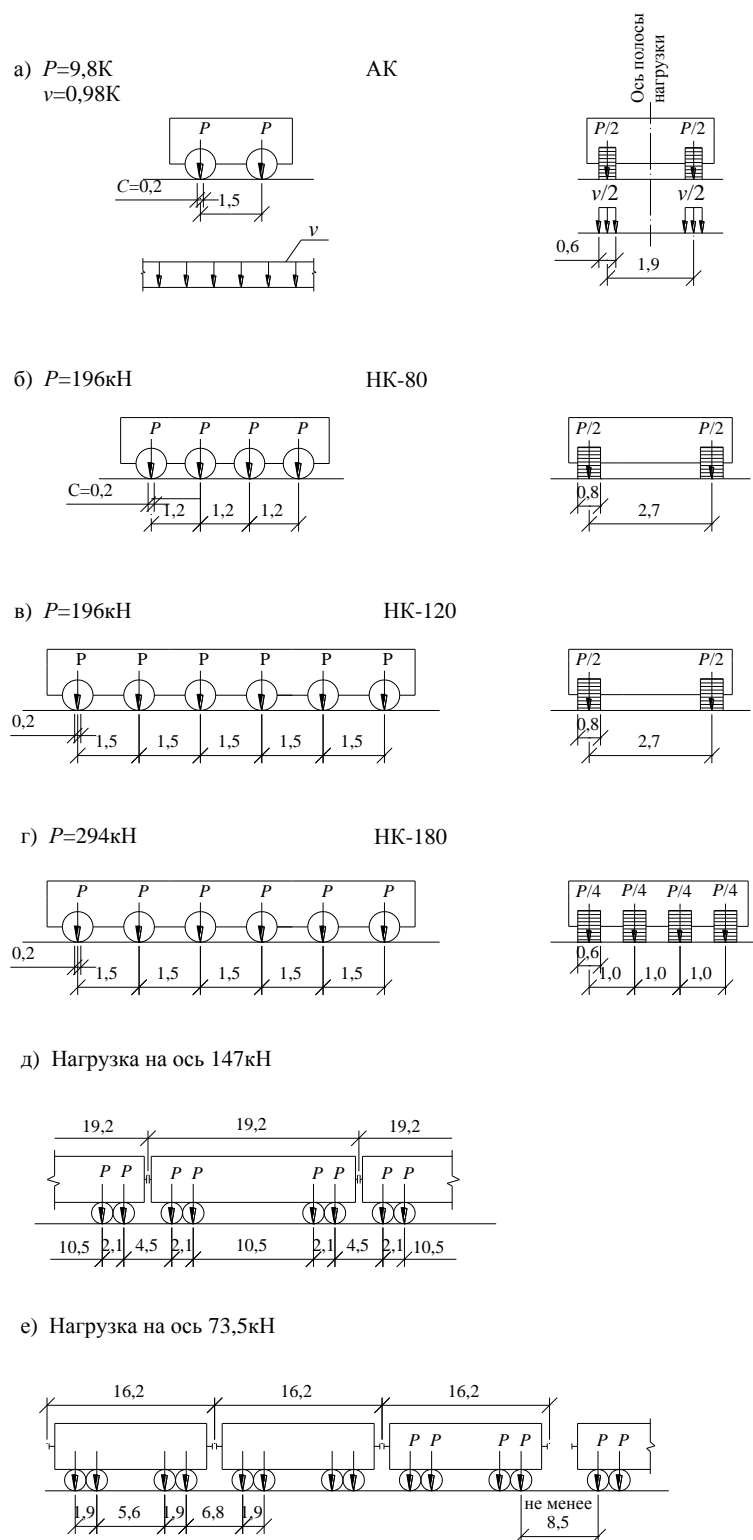 а) P=9,8К АК Ось полосы
нагрузки
v=0,98К
P P P/2 P/2
C=0,2 1,5 v/2 v/2
v 0,6 1,9
б) P=196кН НК-80
P P P P P/2 P/2
C=0,2 0,8
1,2 1,2 1,2 2,7
в) P=196кН НК-120
P P P P P P P/2 P/2
0,2 0,8
1,5 1,5 1,5 1,5 1,5 2,7
г) P=294кН НК-180
P P P P P P P/4 P/4 P/4 P/4
0,2 0,6
1,5 1,5 1,5 1,5 1,5 1,0 1,0 1,0
д) Нагрузка на ось 147кН
19,2 19,2 19,2
P P P P P P P P
10,5 2,1 4,5 2,1 10,5 2,1 4,5 2,1 10,5
е) Нагрузка на ось 73,5кН
16,2 16,2 16,2
P P P P P P
1,9 5,6 1,9 6,8 1,9 не менее
8,5